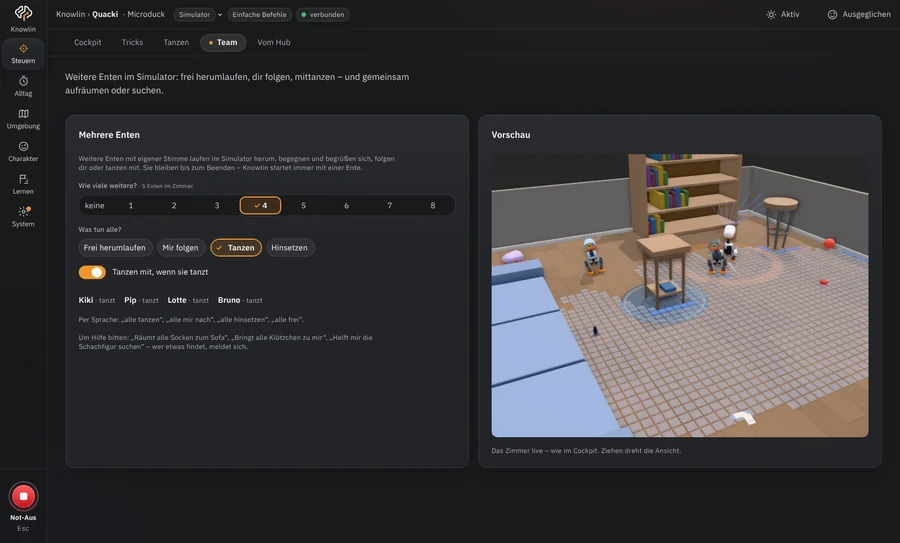 Knowlin
Knowlin › Quacki · Microduck
Simulator
Einfache Befehle
verbunden
Aktiv
Ausgeglichen
Steuern
Alltag
Umgebung
Charakter
Lernen
System
Not-Aus
Esc
Cockpit
Tricks
Tanzen
Team
Vom Hub
Weitere Enten im Simulator: frei herumlaufen, dir folgen, mittanzen – und gemeinsam
aufräumen oder suchen.
Mehrere Enten
Weitere Enten mit eigener Stimme laufen im Simulator herum, begegnen und begrüßen sich, folgen
dir oder tanzen mit. Sie bleiben bis zum Beenden – Knowlin startet immer mit einer Ente.
Wie viele weitere? · 5 Enten im Zimmer
keine 1 2 3 4 5 6 7 8
Was tun alle?
Frei herumlaufen
Mir folgen
Tanzen
Hinsetzen
Tanzen mit, wenn sie tanzt
Kiki · tanzt Pip · tanzt Lotte · tanzt Bruno · tanzt
Per Sprache: „alle tanzen“, „alle mir nach“, „alle hinsetzen“, „alle frei“.
Um Hilfe bitten: „Räumt alle Socken zum Sofa“, „Bringt alle Klötzchen zu mir“, „Helft mir die
Schachfigur suchen“ – wer etwas findet, meldet sich.
Vorschau
Das Zimmer live – wie im Cockpit. Ziehen dreht die Ansicht.